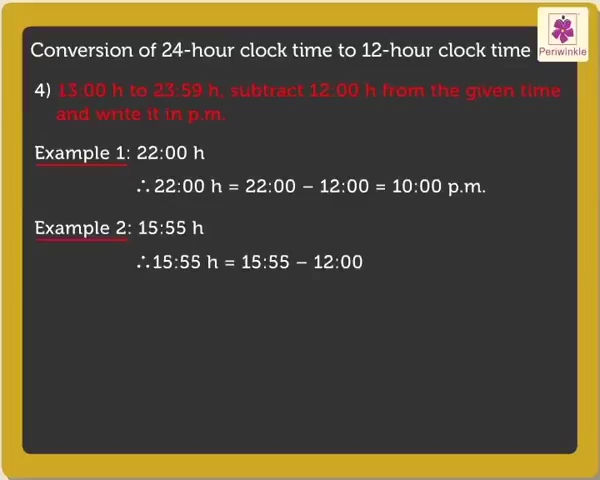 Periwinkle
Conversion of 24-hour clock time to 12-hour clock time
4) 13:00 h to 23:59 h, subtract 12:00 h from the given time
and write it in p.m.
Example 1: 22:00 h
∴ 22:00 h = 22:00 – 12:00 = 10:00 p.m.
Example 2: 15:55 h
∴15:55 h = 15:55 – 12:00